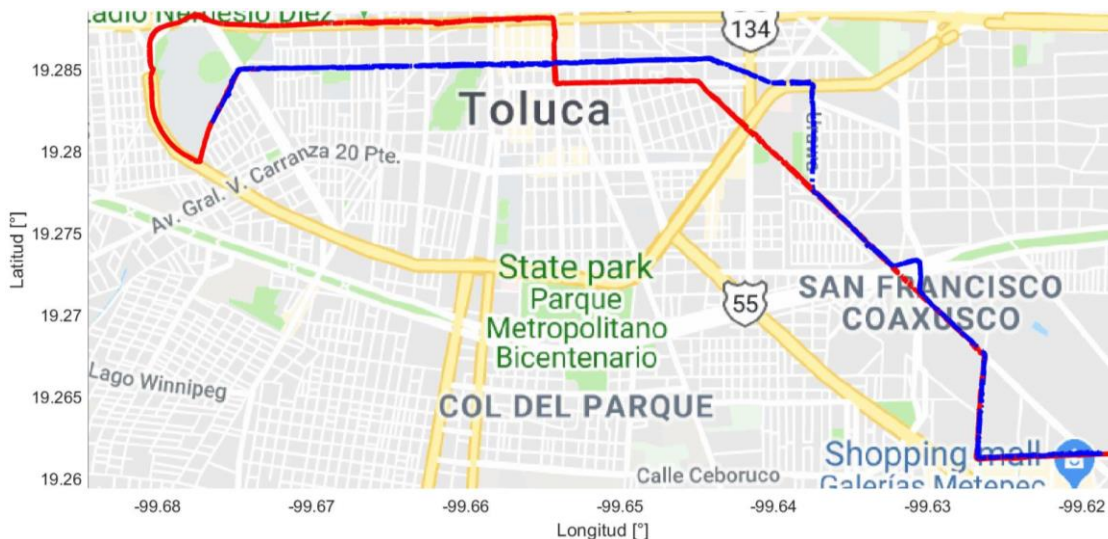 tadio Nemesio Díez
134
19.285
Toluca
19.28
Av. Gral. V. Carranza 20 Pte.
19.275
Latitud [°]
State park
Parque
Metropolitano
Bicentenario
55
SAN FRANCISCO
COAXUSCO
19.27
Lago Winnipeg
19.265
COL DEL PARQUE
Shopping mall
Galerías Metepec
Calle Ceboruco
19.26
-99.68
-99.67
-99.66
-99.65
-99.64
-99.63
-99.62
Longitud [°]